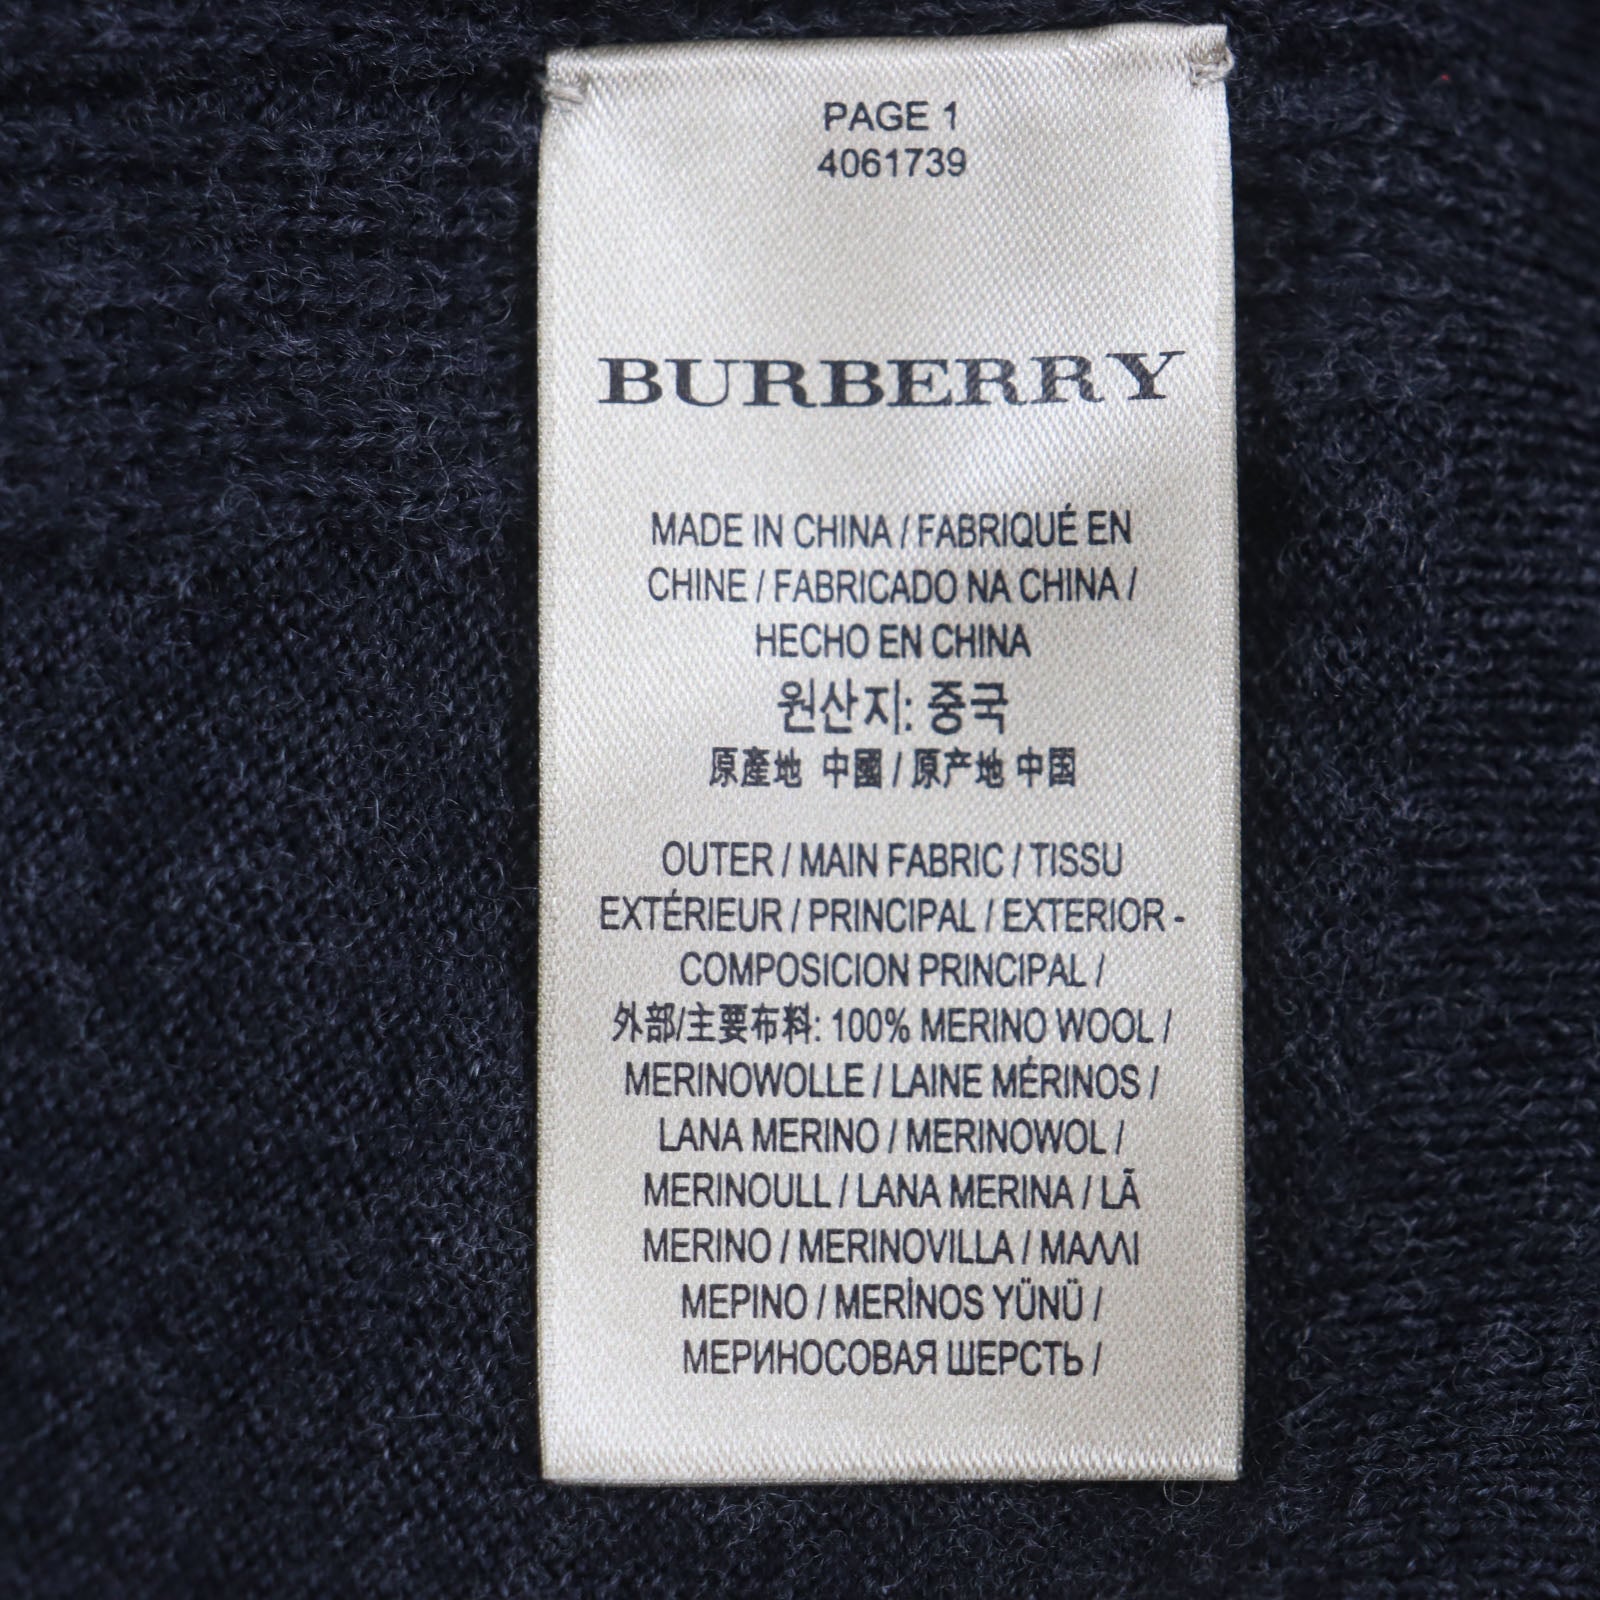 PAGE 1
4061739
BURBERRY
MADE IN CHINA / FABRIQUÉ EN
CHINE / FABRICADO NA CHINA /
HECHO EN CHINA
원산지: 중국
原產地 中國 / 原产地 中国
OUTER / MAIN FABRIC / TISSU
EXTÉRIEUR / PRINCIPAL / EXTERIOR -
COMPOSICION PRINCIPAL /
外部/主要布料: 100% MERINO WOOL /
MERINOWOLLE / LAINE MÉRINOS /
LANA MERINO / MERINOWOL /
MERINOULL / LANA MERINA / LÃ
MERINO / MERINOVILLA / ΜΑΛΛΙ
ΜΕΡΙΝΟ / MERİNOS YÜNÜ /
МЕРИНОСОВАЯ ШЕРСТЬ /